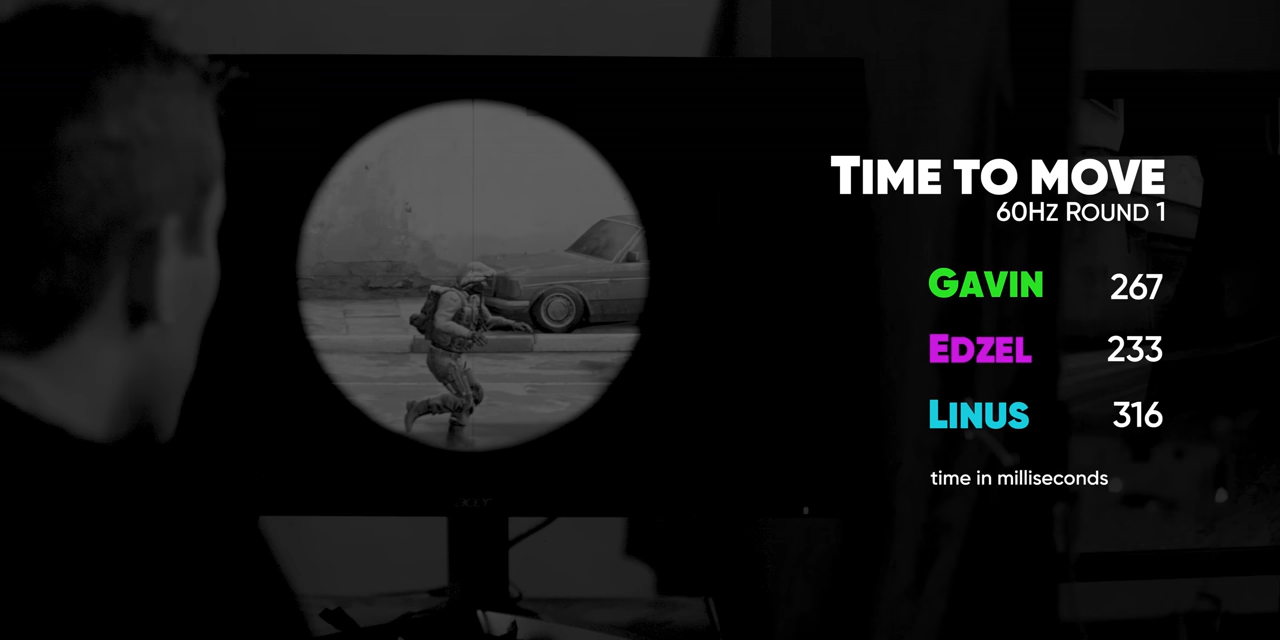 TIME TO MOVE
60HZ ROUND 1
GAVIN 267
EDZEL 233
LINUS 316
time in milliseconds